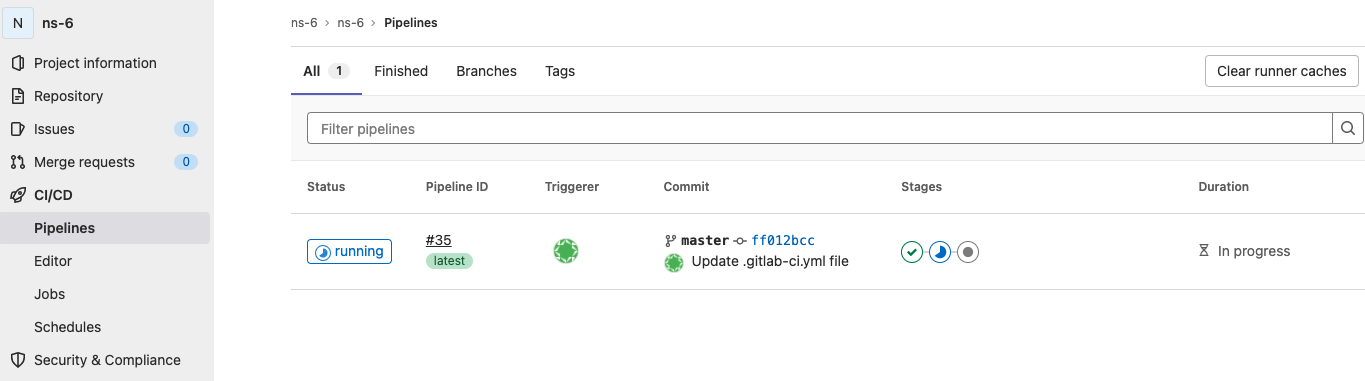 N ns-6
Project information
Repository
Issues 0
Merge requests 0
CI/CD
Pipelines
Editor
Jobs
Schedules
Security & Compliance
ns-6 › ns-6 › Pipelines
All 1 Finished Branches Tags Clear runner caches
Filter pipelines
Status Pipeline ID Triggerer Commit Stages Duration
running #35 master ff012bcc In progress
latest Update .gitlab-ci.yml file